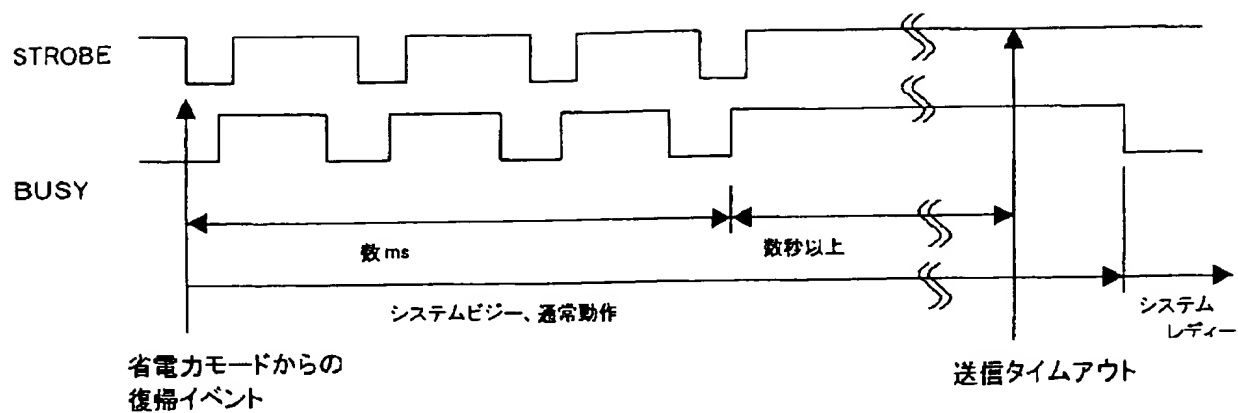 STROBE
BUSY
数ms
数秒以上
システムビジー、通常動作
システム
レディー
省電力モードからの
復帰イベント
送信タイムアウト